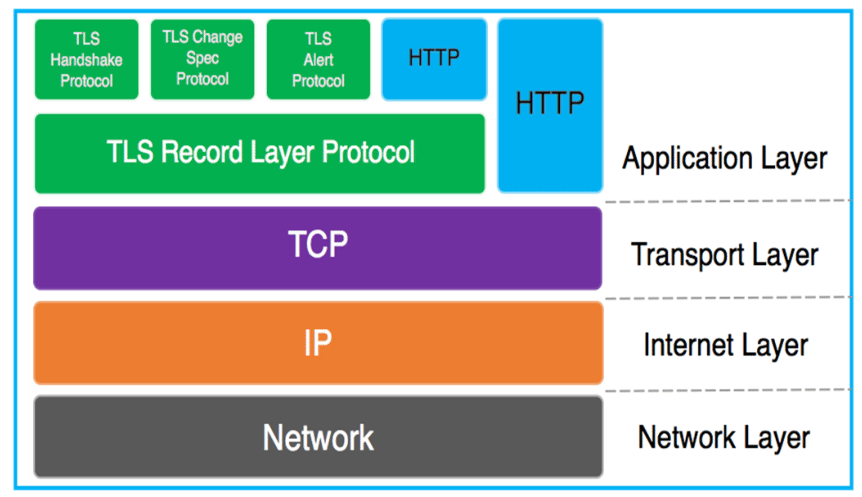 TLS
Handshake
Protocol
TLS Change
Spec
Protocol
TLS
Alert
Protocol
HTTP
HTTP
TLS Record Layer Protocol
Application Layer
TCP
Transport Layer
IP
Internet Layer
Network
Network Layer